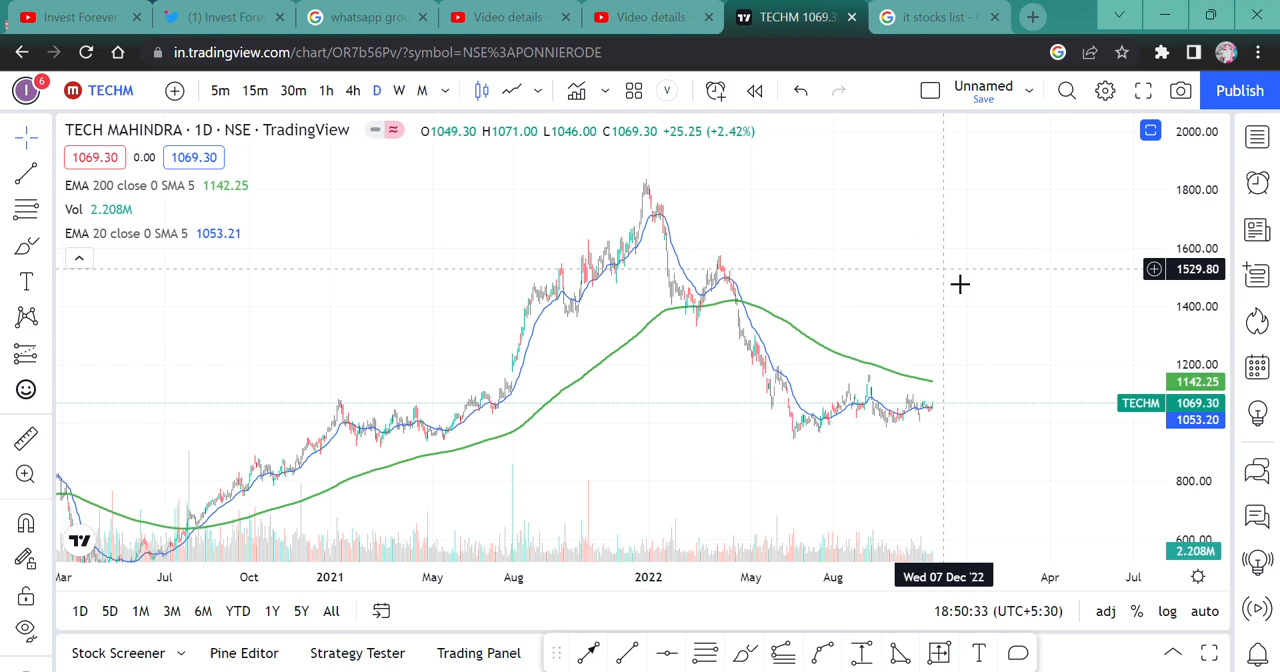 Invest Forever
(1) Invest Fore
whatsapp grou
Video details -
Video details -
TECHM 1069.3
it stocks list - G
in.tradingview.com/chart/OR7b56Pv/?symbol=NSE%3APONNIERODE
I
6
TECHM
5m 15m 30m 1h 4h D W M
V
Unnamed
Save
Publish
TECH MAHINDRA · 1D · NSE · TradingView
O1049.30 H1071.00 L1046.00 C1069.30 +25.25 (+2.42%)
1069.30 0.00 1069.30
EMA 200 close 0 SMA 5 1142.25
Vol 2.208M
EMA 20 close 0 SMA 5 1053.21
2000.00
1800.00
1600.00
1529.80
1400.00
1200.00
1142.25
TECHM 1069.30
1053.20
800.00
600.00
2.208M
Mar Jul Oct 2021 May Aug 2022 May Aug Wed 07 Dec '22 Apr Jul
1D 5D 1M 3M 6M YTD 1Y 5Y All
18:50:33 (UTC+5:30) adj % log auto
Stock Screener Pine Editor Strategy Tester Trading Panel